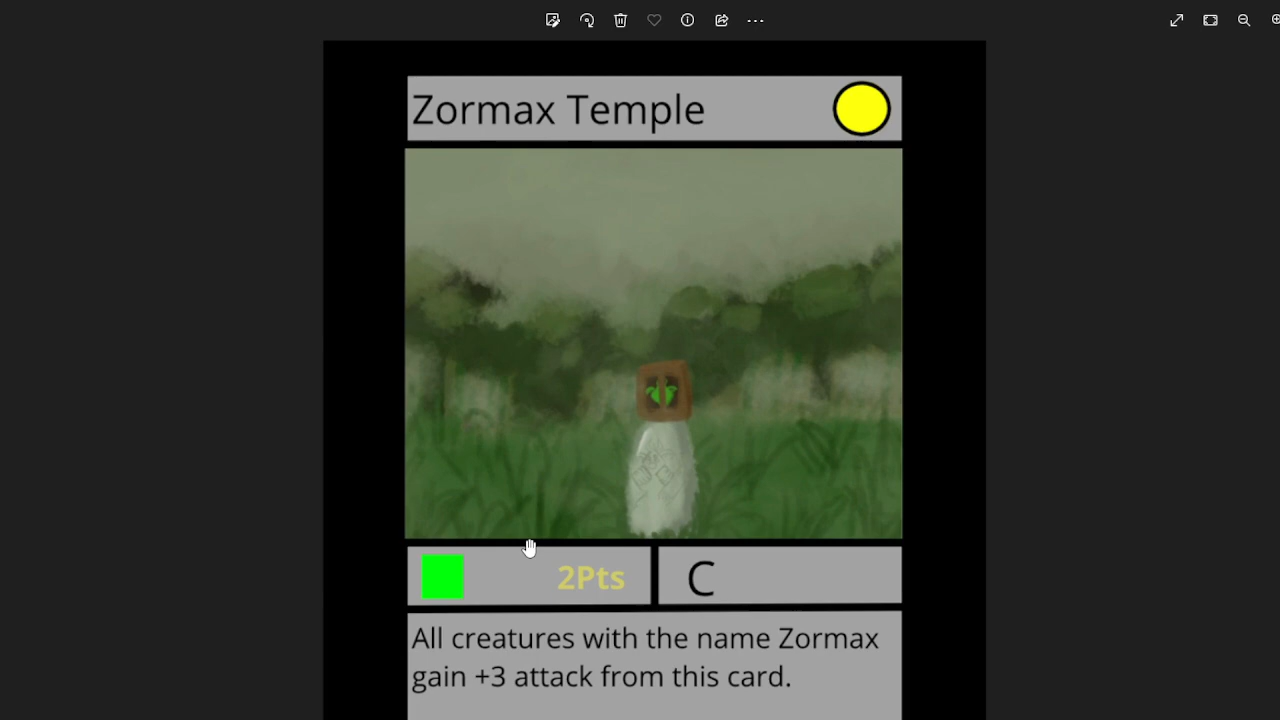 Zormax Temple
2Pts
C
All creatures with the name Zormax
gain +3 attack from this card.